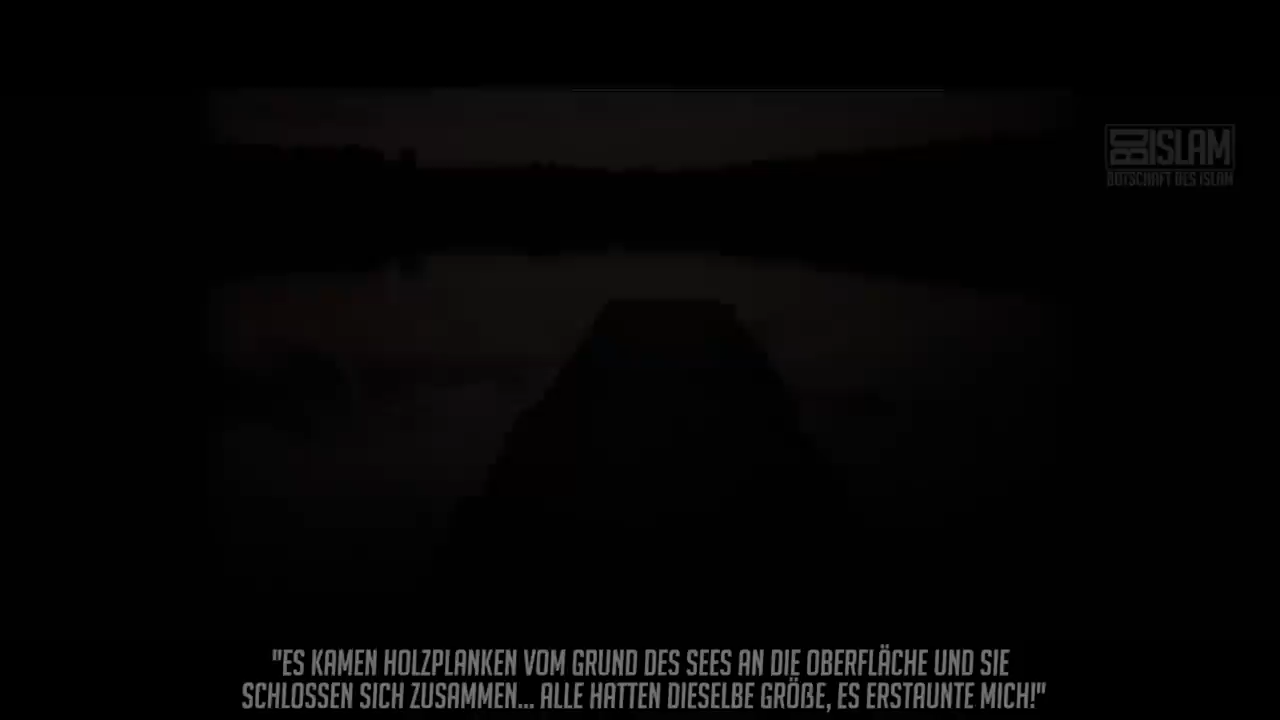 BDISLAM
BOTSCHAFT DES ISLAM
"ES KAMEN HOLZPLANKEN VOM GRUND DES SEES AN DIE OBERFLÄCHE UND SIE
SCHLOSSEN SICH ZUSAMMEN... ALLE HATTEN DIESELBE GRÖßE, ES ERSTAUNTE MICH!"